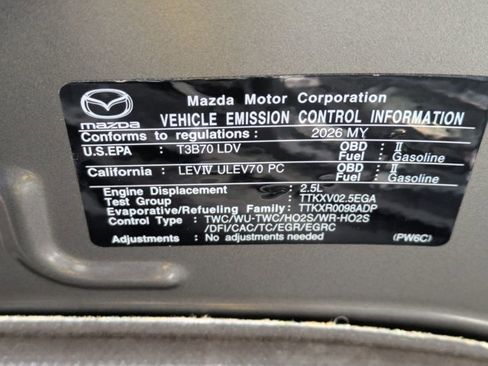 mazDa
Mazda Motor Corporation
VEHICLE EMISSION CONTROL INFORMATION
Conforms to regulations : 2026 MY
U.S.EPA : T3B70 LDV OBD : II
Fuel : Gasoline
California : LEVIV ULEV70 PC OBD : II
Fuel : Gasoline
Engine Displacement : 2.5L
Test Group : TTKXV02.5EGA
Evaporative/Refueling Family : TTKXR0098ADP
Control Type : TWC/WU-TWC/HO2S/WR-HO2S
/DFI/CAC/TC/EGR/EGRC
Adjustments : No adjustments needed (PW6C)